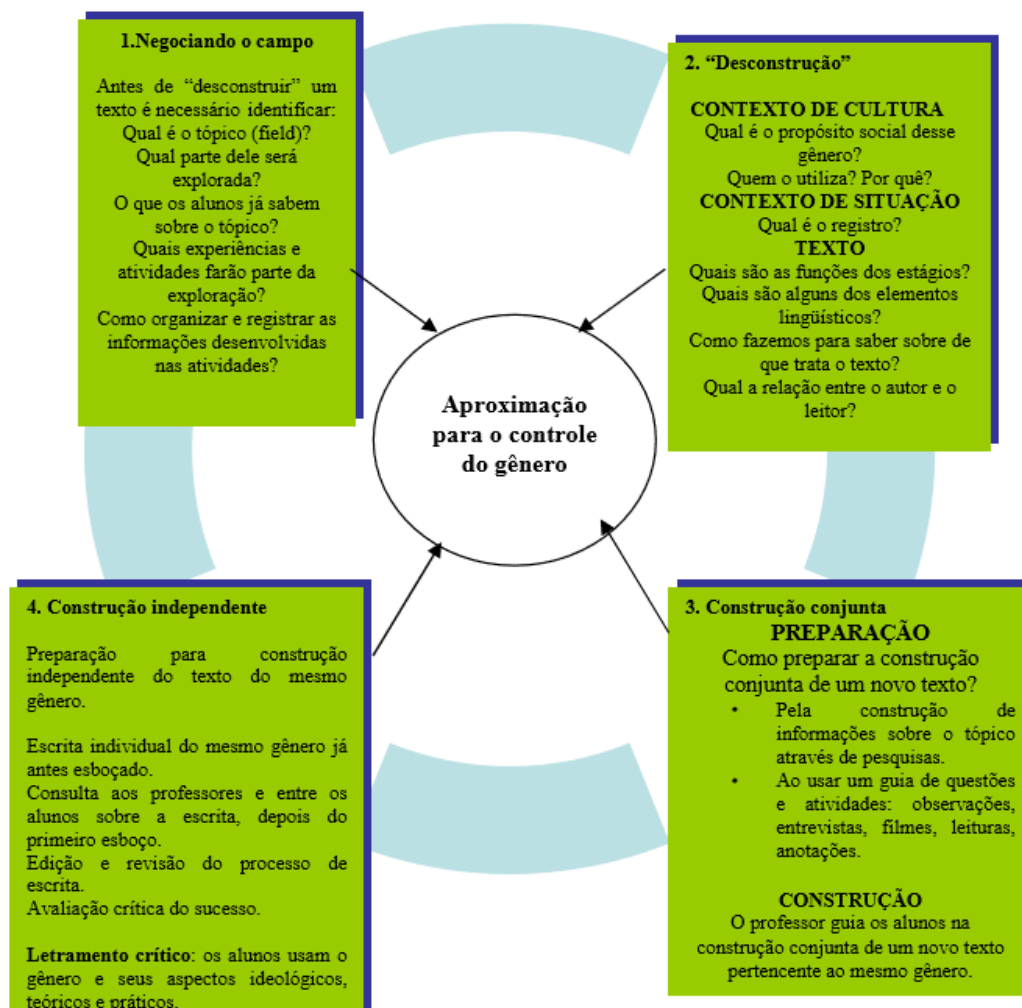 1.Negociando o campo
Antes de “desconstruir” um
texto é necessário identificar:
Qual é o tópico (field)?
Qual parte dele será
explorada?
O que os alunos já sabem
sobre o tópico?
Quais experiências e
atividades farão parte da
exploração?
Como organizar e registrar as
informações desenvolvidas
nas atividades?
2. “Desconstrução”
CONTEXTO DE CULTURA
Qual é o propósito social desse
gênero?
Quem o utiliza? Por quê?
CONTEXTO DE SITUAÇÃO
Qual é o registro?
TEXTO
Quais são as funções dos estágios?
Quais são alguns dos elementos
lingüísticos?
Como fazemos para saber sobre de
que trata o texto?
Qual a relação entre o autor e o
leitor?
Aproximação
para o controle
do gênero
3. Construção conjunta
PREPARAÇÃO
Como preparar a construção
conjunta de um novo texto?
• Pela construção de
informações sobre o tópico
através de pesquisas.
• Ao usar um guia de questões
e atividades: observações,
entrevistas, filmes, leituras,
anotações.
CONSTRUÇÃO
O professor guia os alunos na
construção conjunta de um novo texto
pertencente ao mesmo gênero.
4. Construção independente
Preparação para construção
independente do texto do mesmo
gênero.
Escrita individual do mesmo gênero já
antes esboçado.
Consulta aos professores e entre os
alunos sobre a escrita, depois do
primeiro esboço.
Edição e revisão do processo de
escrita.
Avaliação crítica do sucesso.
Letramento crítico: os alunos usam o
gênero e seus aspectos ideológicos,
teóricos e práticos.